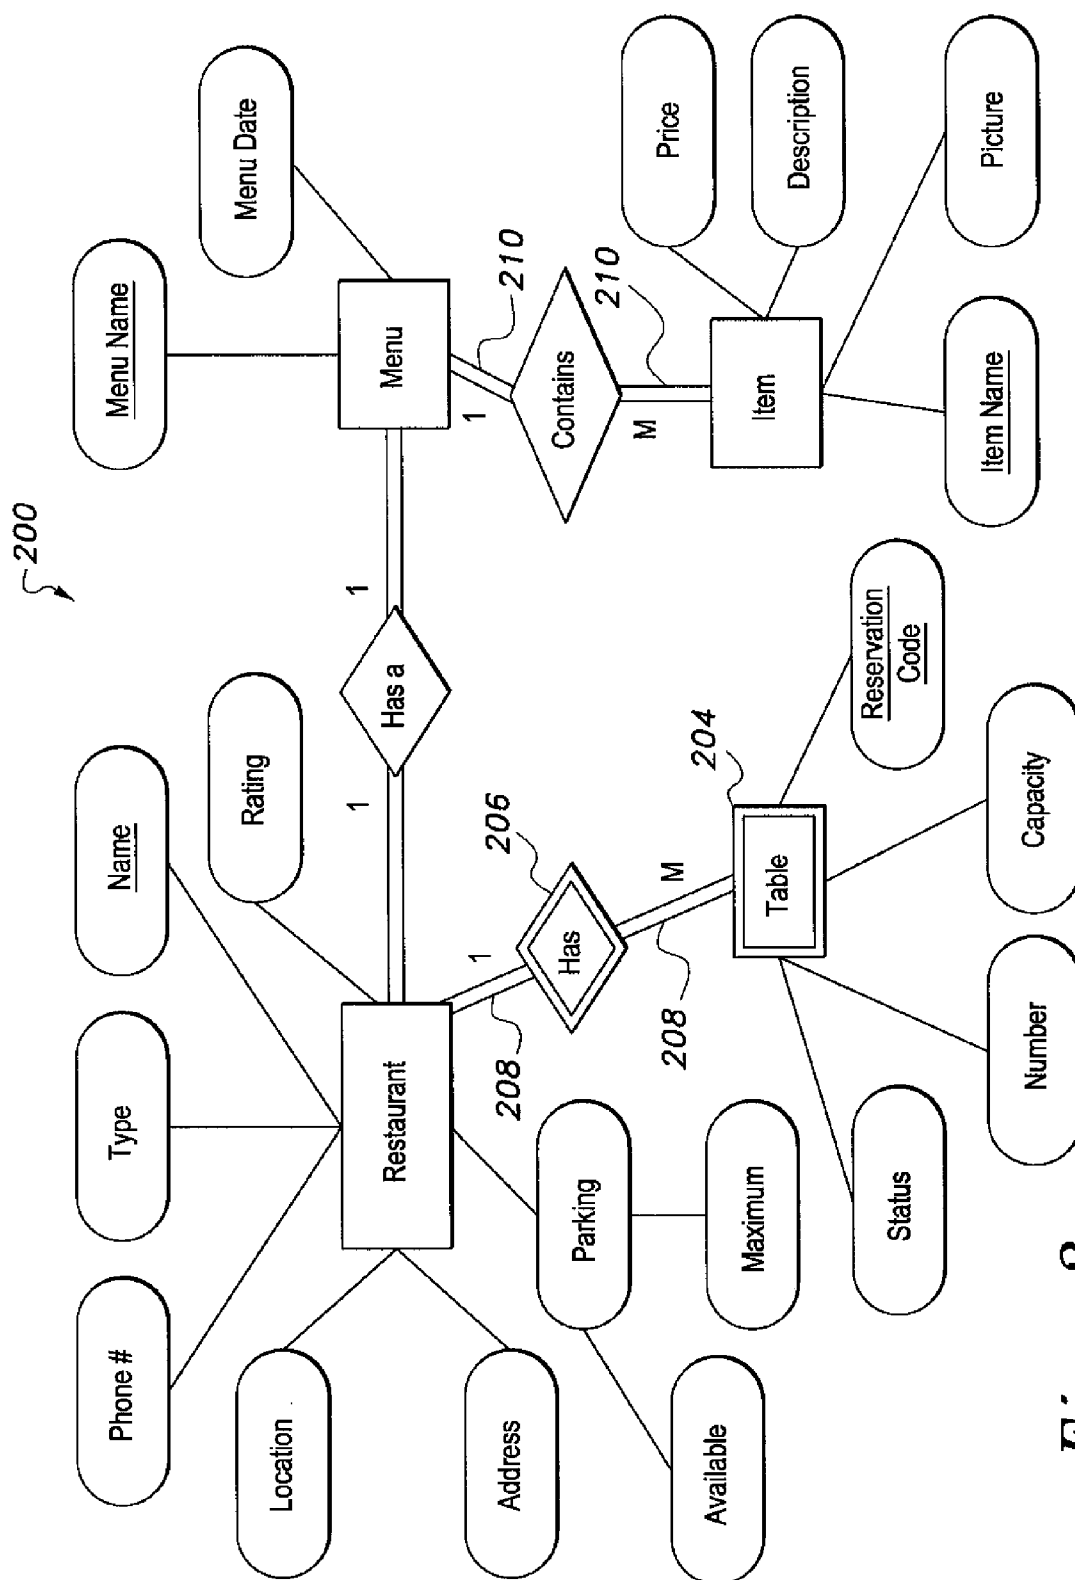 200
Phone #
Type
Name
Menu Name
Location
Rating
Menu Date
Restaurant
1
Has a
1
Menu
Address
208
1
206
Has
1
210
Contains
Parking
208
M
204
M
210
Price
Available
Maximum
Table
Item
Description
Status
Reservation
Code
Item Name
Picture
Number
Capacity